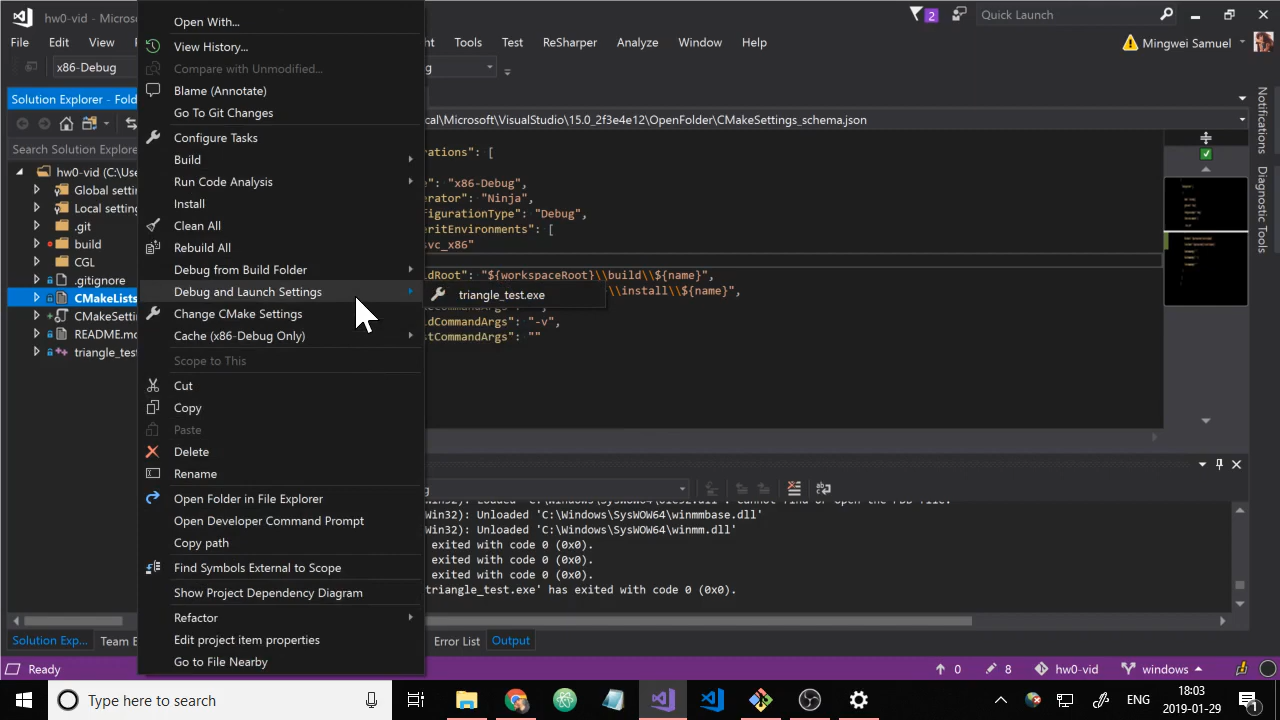 hw0-vid - Micros
2
Quick Launch
File
Edit
View
ht
Tools
Test
ReSharper
Analyze
Window
Help
Mingwei Samuel
x86-Debug
g
Solution Explorer - Fold
cal\Microsoft\VisualStudio\15.0_2f3e4e12\OpenFolder\CMakeSettings_schema.json
Search Solution Explore
hw0-vid (C:\Use
Global setti
Local setting
.git
build
CGL
.gitignore
CMakeLists
CMakeSettin
README.md
triangle_test
Open With...
View History...
Compare with Unmodified...
Blame (Annotate)
Go To Git Changes
Configure Tasks
Build
Run Code Analysis
Install
Clean All
Rebuild All
Debug from Build Folder
Debug and Launch Settings
triangle_test.exe
Change CMake Settings
Cache (x86-Debug Only)
Scope to This
Cut
Copy
Paste
Delete
Rename
Open Folder in File Explorer
Open Developer Command Prompt
Copy path
Find Symbols External to Scope
Show Project Dependency Diagram
Refactor
Edit project item properties
Go to File Nearby
rations": [
e": "x86-Debug",
erator": "Ninja",
figurationType": "Debug",
eritEnvironments": [
svc_x86"
ldRoot": "${workspaceRoot}\\build\\${name}",
\\install\\${name}",
ldCommandArgs": "-v",
stCommandArgs": ""
Notifications
Diagnostic Tools
g
Win32): Unloaded 'C:\Windows\SysWOW64\winmmbase.dll'
Win32): Unloaded 'C:\Windows\SysWOW64\winmm.dll'
exited with code 0 (0x0).
exited with code 0 (0x0).
exited with code 0 (0x0).
triangle_test.exe' has exited with code 0 (0x0).
Solution Exp...
Team E
Error List
Output
Ready
0
8
hw0-vid
windows
Type here to search
ENG
18:03
2019-01-29
1